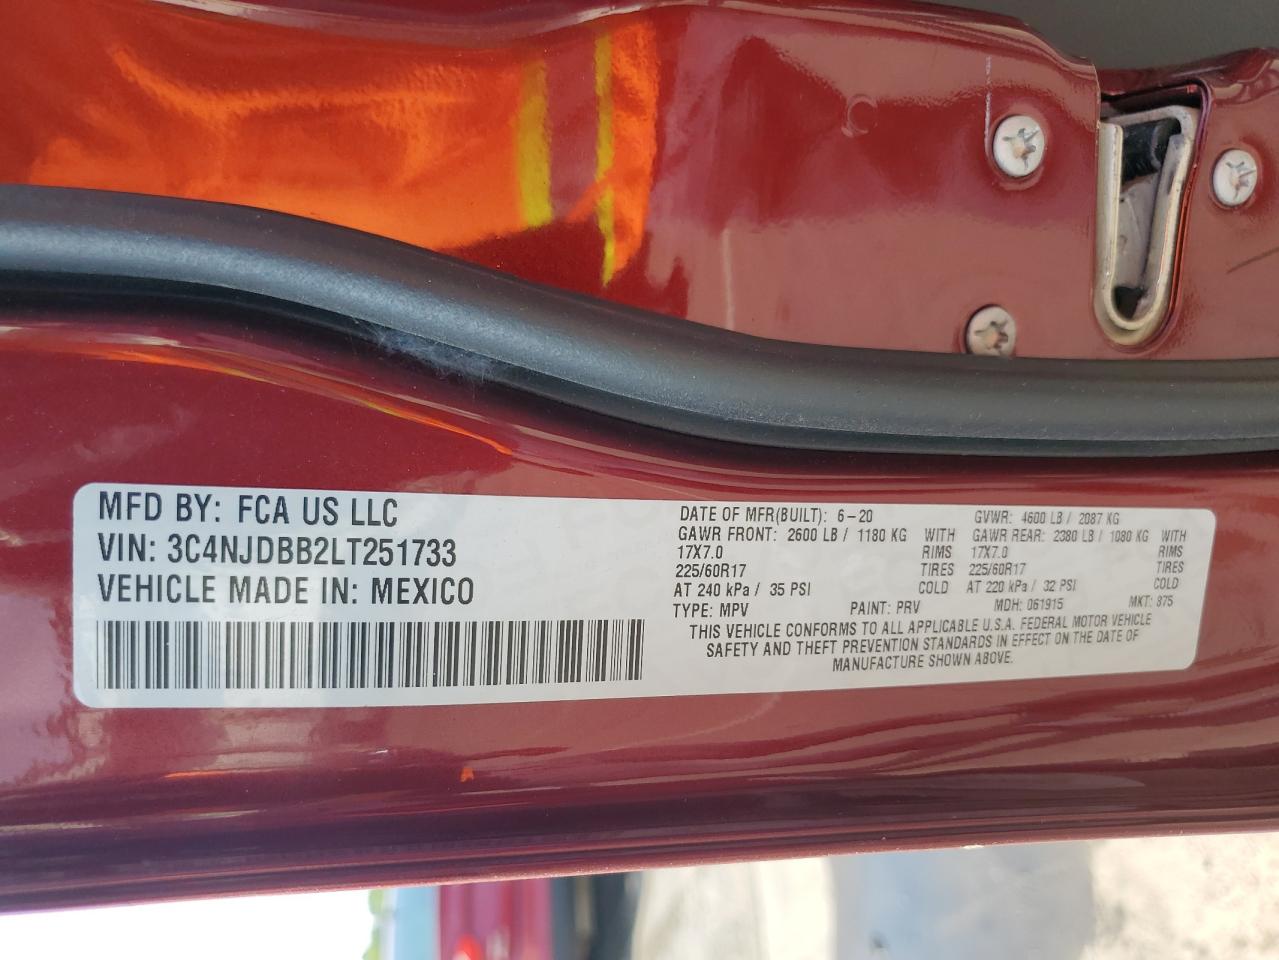 MFD BY: FCA US LLC
VIN: 3C4NJDBB2LT251733
VEHICLE MADE IN: MEXICO
DATE OF MFR(BUILT): 6-20 GVWR: 4600 LB / 2087 KG
GAWR FRONT: 2600 LB / 1180 KG WITH GAWR REAR: 2380 LB / 1080 KG WITH
17X7.0 RIMS 17X7.0 RIMS
225/60R17 TIRES 225/60R17 TIRES
AT 240 kPa / 35 PSI COLD AT 220 kPa / 32 PSI COLD
TYPE: MPV PAINT: PRV MDH: 061915 MKT: 875
THIS VEHICLE CONFORMS TO ALL APPLICABLE U.S.A. FEDERAL MOTOR VEHICLE
SAFETY AND THEFT PREVENTION STANDARDS IN EFFECT ON THE DATE OF
MANUFACTURE SHOWN ABOVE.